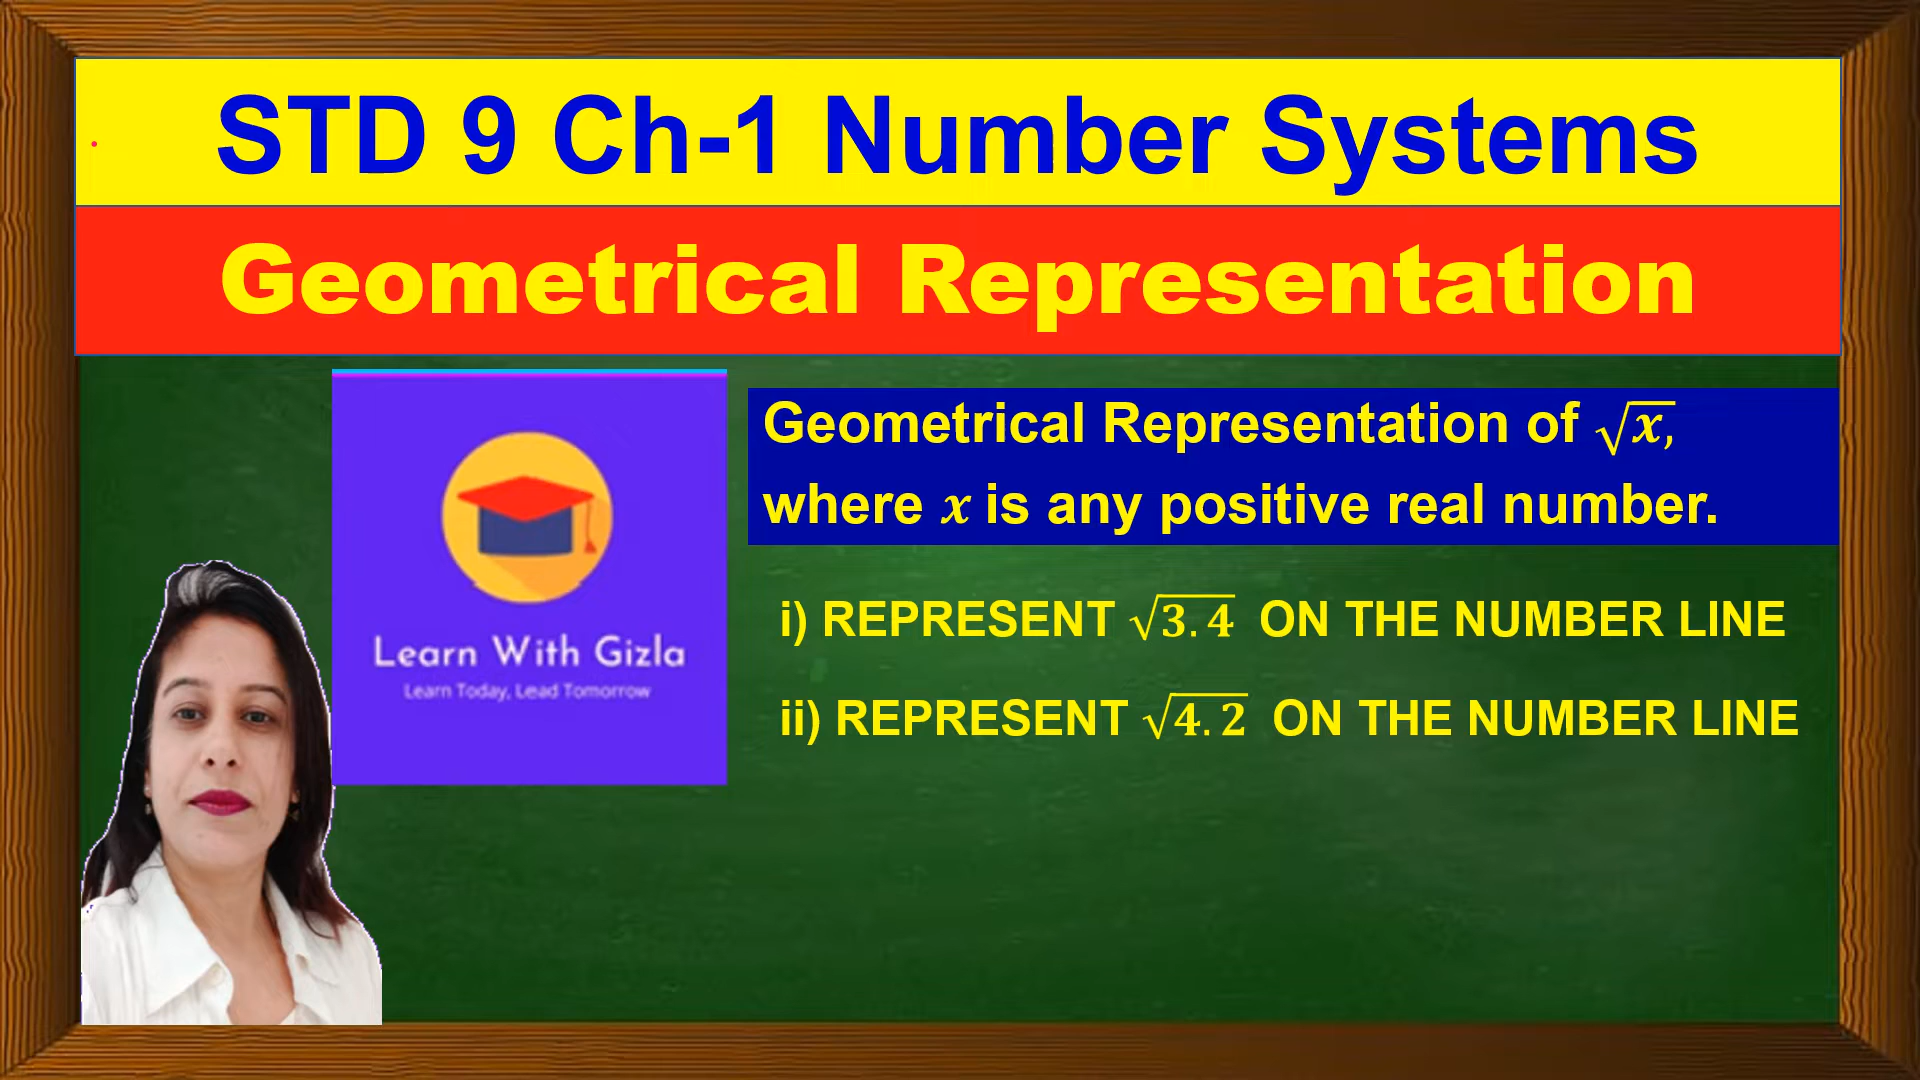 STD 9 Ch-1 Number Systems
Geometrical Representation
Geometrical Representation of √x,
where x is any positive real number.
Learn With Gizla
Learn Today, Lead Tomorrow
i) REPRESENT √3.4 ON THE NUMBER LINE
ii) REPRESENT √4.2 ON THE NUMBER LINE